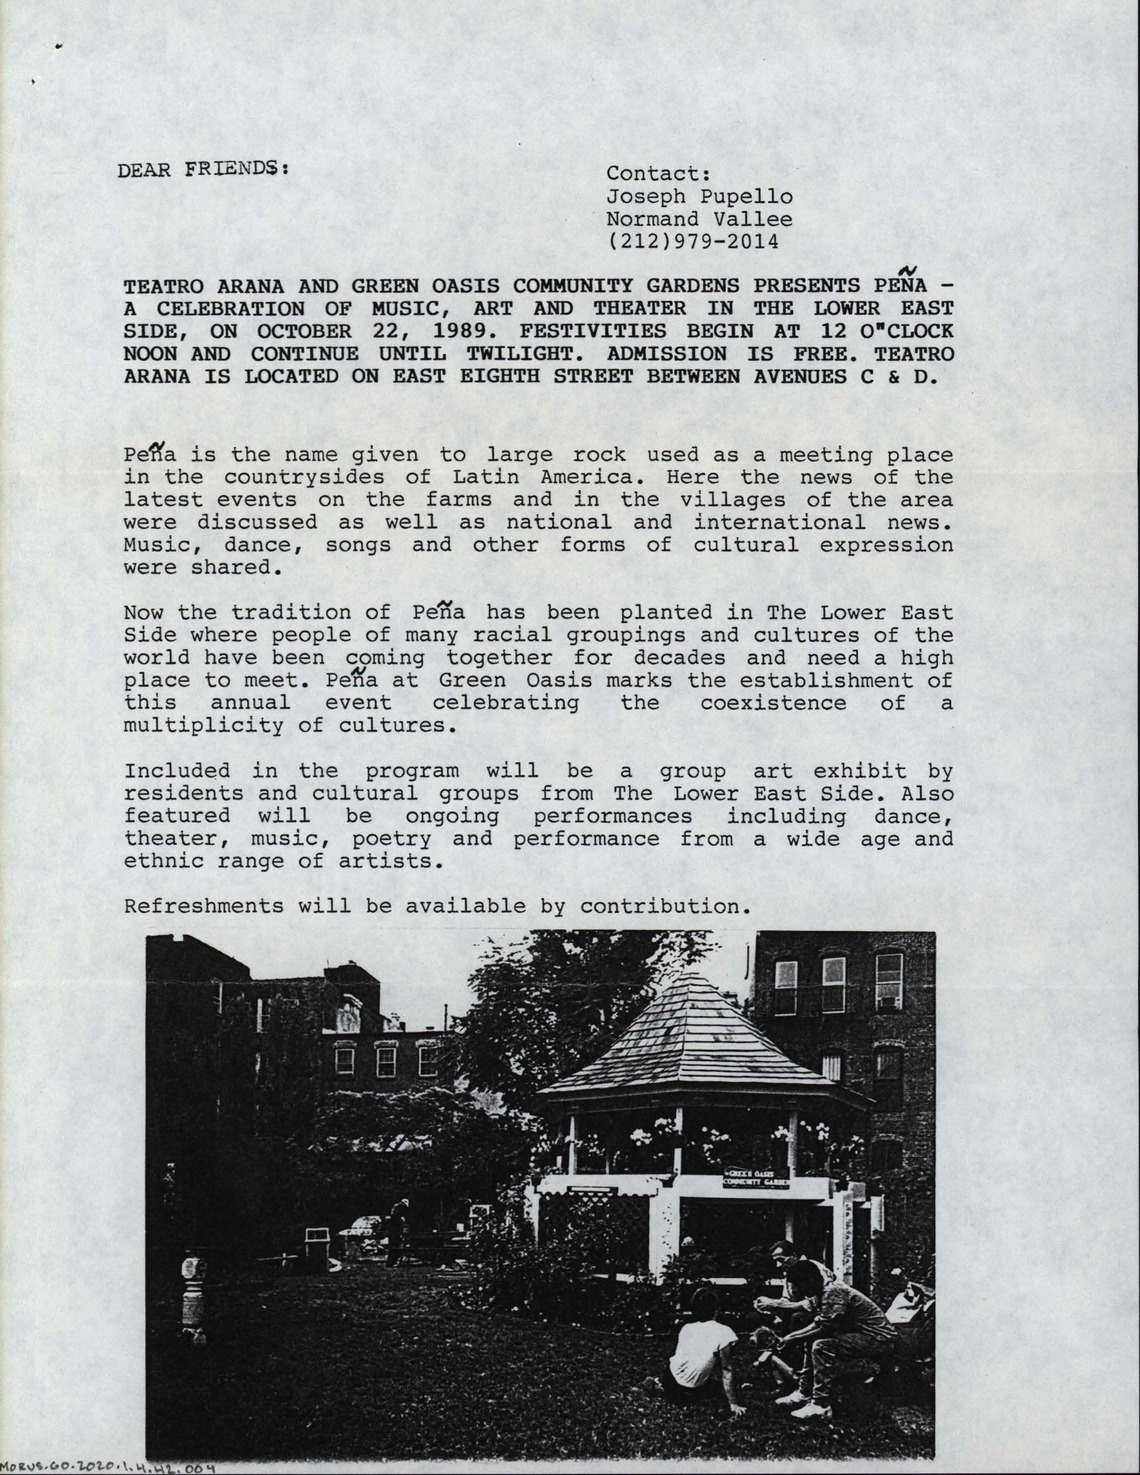 DEAR FRIENDS:
Contact:
Joseph Pupello
Normand Vallee
(212)979-2014
TEATRO ARANA AND GREEN OASIS COMMUNITY GARDENS PRESENTS PEÑA –
A CELEBRATION OF MUSIC, ART AND THEATER IN THE LOWER EAST
SIDE, ON OCTOBER 22, 1989. FESTIVITIES BEGIN AT 12 O"CLOCK
NOON AND CONTINUE UNTIL TWILIGHT. ADMISSION IS FREE. TEATRO
ARANA IS LOCATED ON EAST EIGHTH STREET BETWEEN AVENUES C & D.
Peña is the name given to large rock used as a meeting place
in the countrysides of Latin America. Here the news of the
latest events on the farms and in the villages of the area
were discussed as well as national and international news.
Music, dance, songs and other forms of cultural expression
were shared.
Now the tradition of Peña has been planted in The Lower East
Side where people of many racial groupings and cultures of the
world have been coming together for decades and need a high
place to meet. Peña at Green Oasis marks the establishment of
this annual event celebrating the coexistence of a
multiplicity of cultures.
Included in the program will be a group art exhibit by
residents and cultural groups from The Lower East Side. Also
featured will be ongoing performances including dance,
theater, music, poetry and performance from a wide age and
ethnic range of artists.
Refreshments will be available by contribution.
GREEN OASIS
COMMUNITY GARDEN
MORUS.GO.2020.1.4.42.004